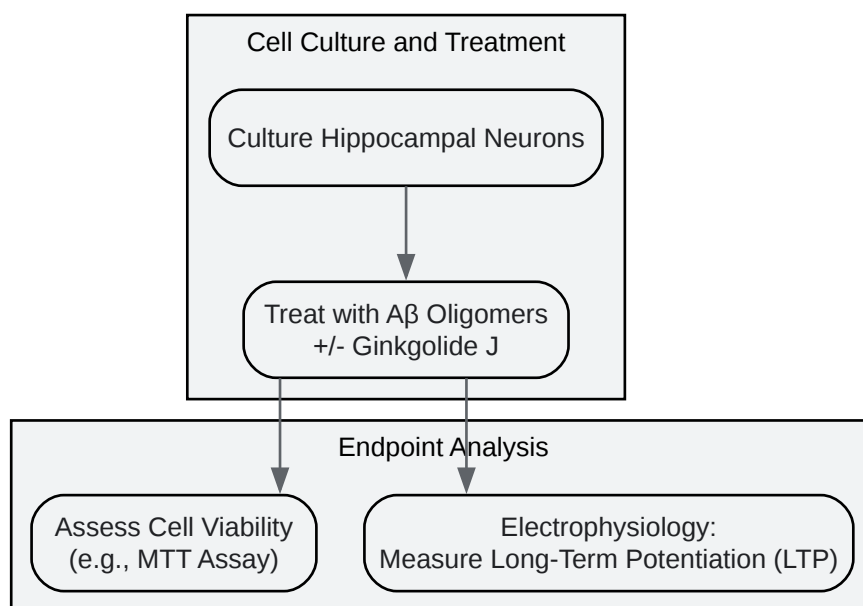 Cell Culture and Treatment
Culture Hippocampal Neurons
Treat with Aβ Oligomers
+/- Ginkgolide J
Endpoint Analysis
Assess Cell Viability
(e.g., MTT Assay)
Electrophysiology:
Measure Long-Term Potentiation (LTP)